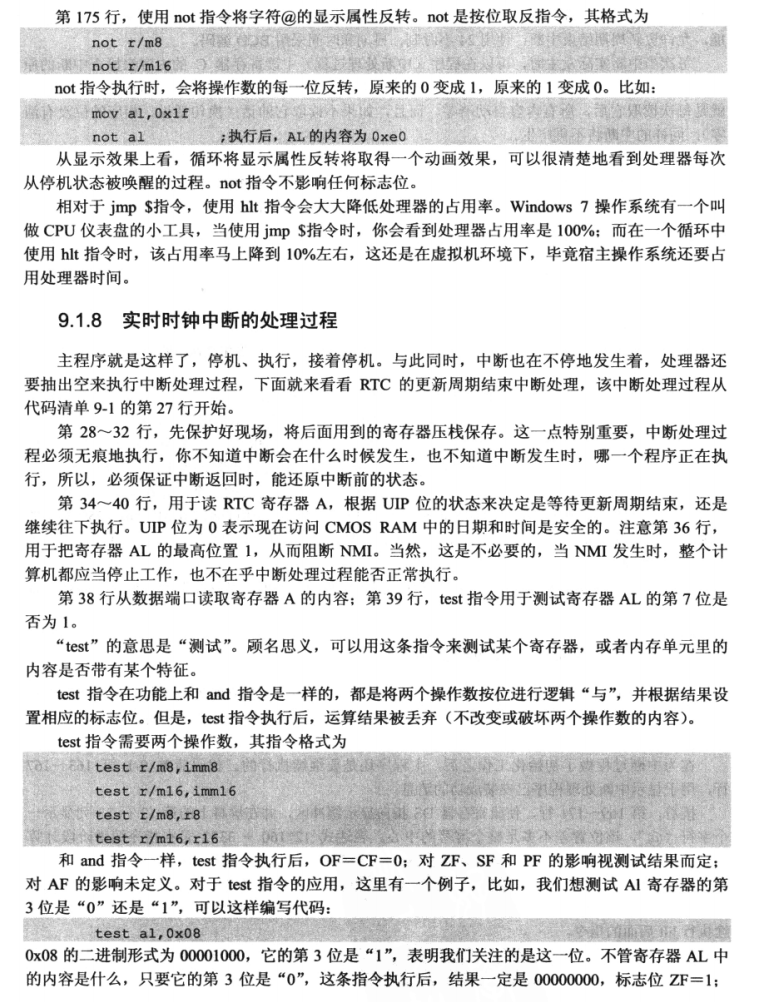 第 175 行，使用 not 指令将字符@的显示属性反转。not 是按位取反指令，其格式为
not r/m8
not r/m16
not 指令执行时，会将操作数的每一位反转，原来的 0 变成 1，原来的 1 变成 0。比如：
mov al,0x1f
not al ;执行后，AL 的内容为 0xe0
从显示效果上看，循环将显示属性反转将取得一个动画效果，可以很清楚地看到处理器每次
从停机状态被唤醒的过程。not 指令不影响任何标志位。
相对于 jmp $指令，使用 hlt 指令会大大降低处理器的占用率。Windows 7 操作系统有一个叫
做 CPU 仪表盘的小工具，当使用 jmp $指令时，你会看到处理器占用率是 100%；而在一个循环中
使用 hlt 指令时，该占用率马上降到 10%左右，这还是在虚拟机环境下，毕竟宿主操作系统还要占
用处理器时间。
9.1.8 实时时钟中断的处理过程
主程序就是这样了，停机、执行，接着停机。与此同时，中断也在不停地发生着，处理器还
要抽出空来执行中断处理过程，下面就来看看 RTC 的更新周期结束中断处理，该中断处理过程从
代码清单 9-1 的第 27 行开始。
第 28～32 行，先保护好现场，将后面用到的寄存器压栈保存。这一点特别重要，中断处理过
程必须无痕地执行，你不知道中断会在什么时候发生，也不知道中断发生时，哪一个程序正在执
行，所以，必须保证中断返回时，能还原中断前的状态。
第 34～40 行，用于读 RTC 寄存器 A，根据 UIP 位的状态来决定是等待更新周期结束，还是
继续往下执行。UIP 位为 0 表示现在访问 CMOS RAM 中的日期和时间是安全的。注意第 36 行，
用于把寄存器 AL 的最高位置 1，从而阻断 NMI。当然，这是不必要的，当 NMI 发生时，整个计
算机都应当停止工作，也不在乎中断处理过程能否正常执行。
第 38 行从数据端口读取寄存器 A 的内容；第 39 行，test 指令用于测试寄存器 AL 的第 7 位是
否为 1。
“test”的意思是“测试”。顾名思义，可以用这条指令来测试某个寄存器，或者内存单元里的
内容是否带有某个特征。
test 指令在功能上和 and 指令是一样的，都是将两个操作数按位进行逻辑“与”，并根据结果设
置相应的标志位。但是，test 指令执行后，运算结果被丢弃（不改变或破坏两个操作数的内容）。
test 指令需要两个操作数，其指令格式为
test r/m8,imm8
test r/m16,imm16
test r/m8,r8
test r/m16,r16
和 and 指令一样，test 指令执行后，OF=CF=0；对 ZF、SF 和 PF 的影响视测试结果而定；
对 AF 的影响未定义。对于 test 指令的应用，这里有一个例子，比如，我们想测试 Al 寄存器的第
3 位是“0”还是“1”，可以这样编写代码：
test al,0x08
0x08 的二进制形式为 00001000，它的第 3 位是“1”，表明我们关注的是这一位。不管寄存器 AL 中
的内容是什么，只要它的第 3 位是“0”，这条指令执行后，结果一定是 00000000，标志位 ZF=1；